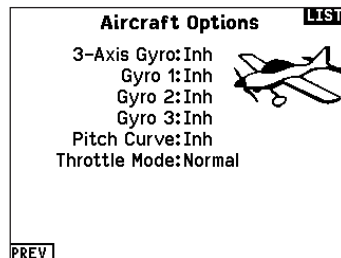 Aircraft Options
LIST
3-Axis Gyro:Inh
Gyro 1:Inh
Gyro 2:Inh
Gyro 3:Inh
Pitch Curve:Inh
Throttle Mode:Normal
PREV